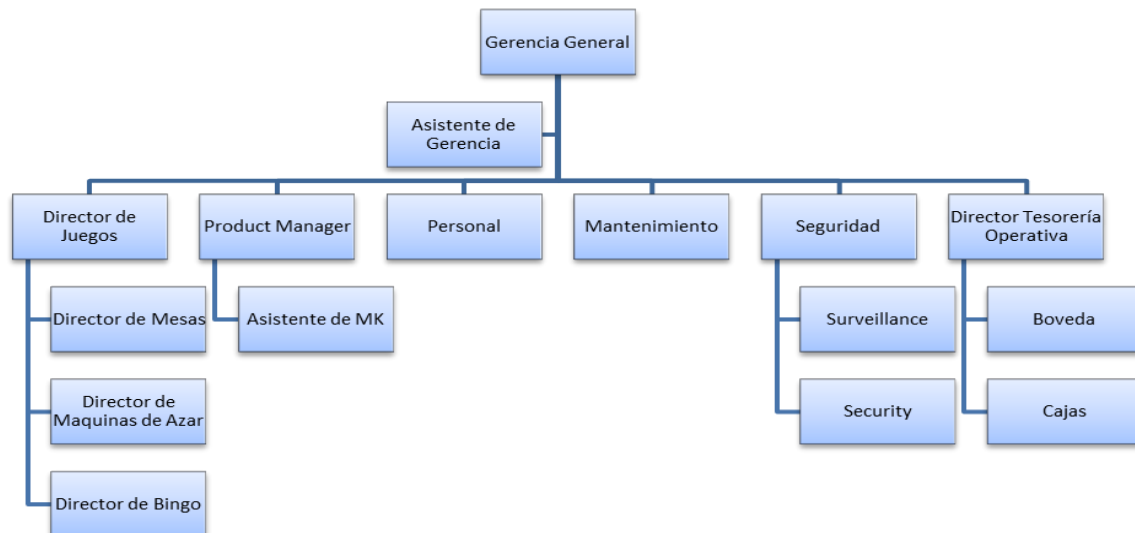 Gerencia General
Asistente de
Gerencia
Director de
Juegos
Product Manager
Personal
Mantenimiento
Seguridad
Director Tesorería
Operativa
Director de Mesas
Asistente de MK
Surveillance
Boveda
Director de
Maquinas de Azar
Security
Cajas
Director de Bingo